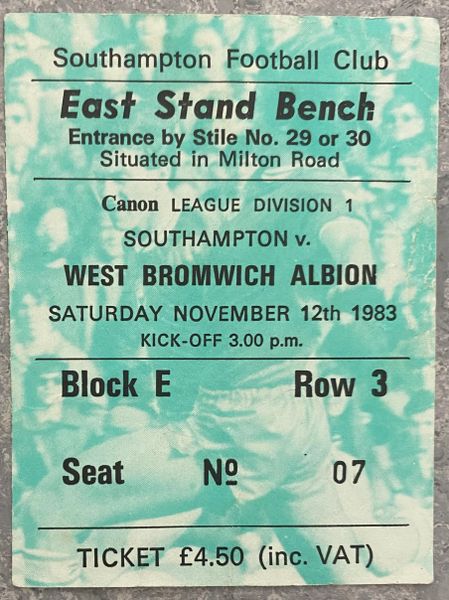 Southampton Football Club
East Stand Bench
Entrance by Stile No. 29 or 30
Situated in Milton Road
Canon LEAGUE DIVISION 1
SOUTHAMPTON v.
WEST BROMWICH ALBION
SATURDAY NOVEMBER 12th 1983
KICK-OFF 3.00 p.m.
Block E Row 3
Seat Nº 07
TICKET £4.50 (inc. VAT)